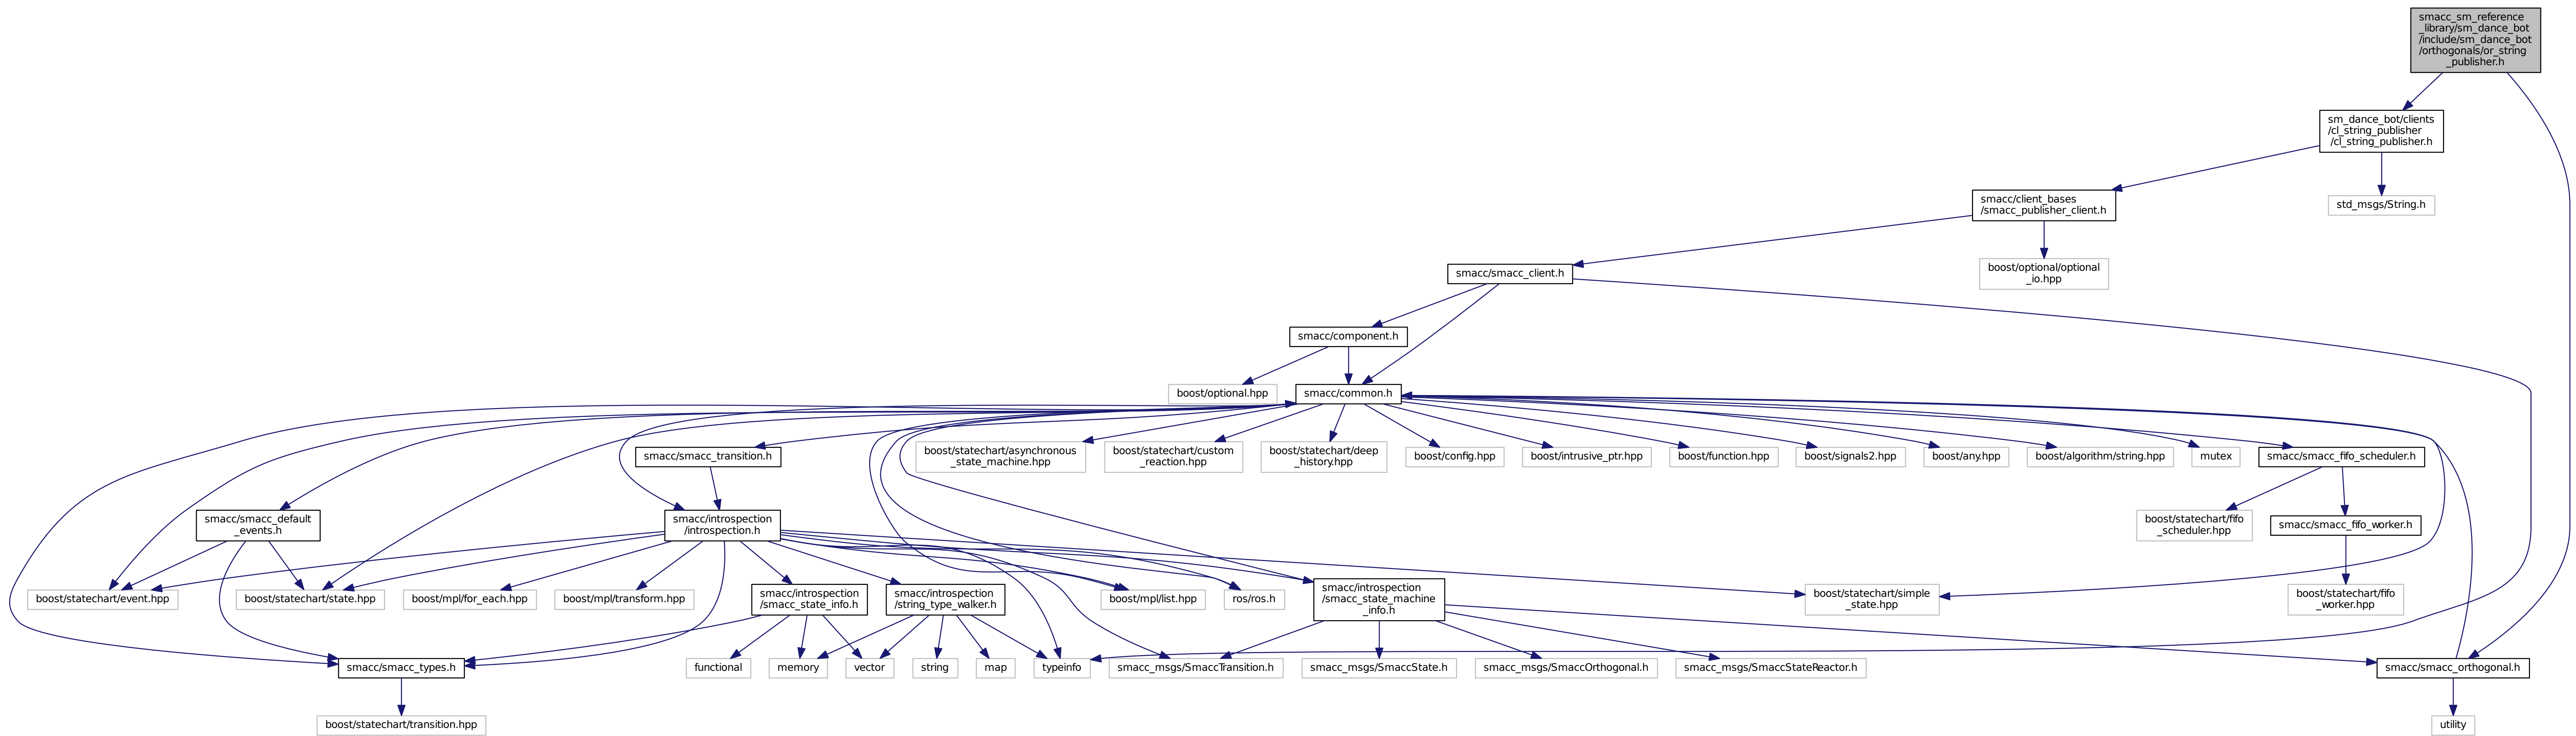 smacc_sm_reference
_library/sm_dance_bot
/include/sm_dance_bot
/orthogonals/or_string
_publisher.h
sm_dance_bot/clients
/cl_string_publisher
/cl_string_publisher.h
smacc/client_bases
/smacc_publisher_client.h
std_msgs/String.h
smacc/smacc_client.h
boost/optional/optional
_io.hpp
smacc/component.h
boost/optional.hpp
smacc/common.h
smacc/smacc_transition.h
boost/statechart/asynchronous
_state_machine.hpp
boost/statechart/custom
_reaction.hpp
boost/statechart/deep
_history.hpp
boost/config.hpp
boost/intrusive_ptr.hpp
boost/function.hpp
boost/signals2.hpp
boost/any.hpp
boost/algorithm/string.hpp
mutex
smacc/smacc_fifo_scheduler.h
smacc/smacc_default
_events.h
smacc/introspection
/introspection.h
boost/statechart/fifo
_scheduler.hpp
smacc/smacc_fifo_worker.h
boost/statechart/event.hpp
boost/statechart/state.hpp
boost/mpl/for_each.hpp
boost/mpl/transform.hpp
smacc/introspection
/smacc_state_info.h
smacc/introspection
/string_type_walker.h
boost/mpl/list.hpp
ros/ros.h
smacc/introspection
/smacc_state_machine
_info.h
boost/statechart/simple
_state.hpp
boost/statechart/fifo
_worker.hpp
smacc/smacc_types.h
functional
memory
vector
string
map
typeinfo
smacc_msgs/SmaccTransition.h
smacc_msgs/SmaccState.h
smacc_msgs/SmaccOrthogonal.h
smacc_msgs/SmaccStateReactor.h
smacc/smacc_orthogonal.h
boost/statechart/transition.hpp
utility